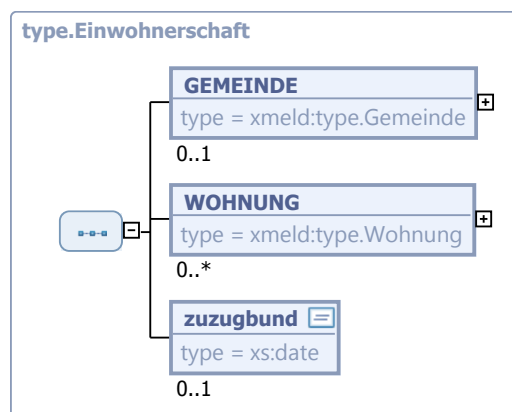 type.Einwohnerschaft
GEMEINDE
type = xmeld:type.Gemeinde
0..1
WOHNUNG
type = xmeld:type.Wohnung
0..*
zuzugbund
type = xs:date
0..1